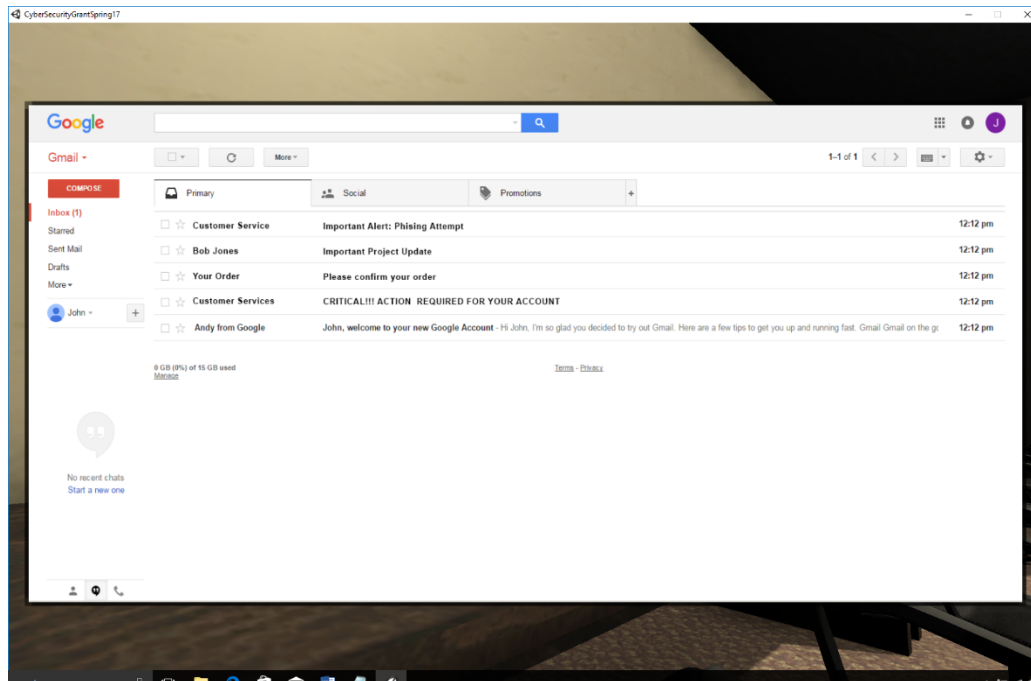 CyberSecurityGrantSpring17
Google
J
Gmail
More
1–1 of 1
COMPOSE
Primary
Social
Promotions
+
Inbox (1)
Starred
Sent Mail
Drafts
More
John
+
Customer Service Important Alert: Phising Attempt 12:12 pm
Bob Jones Important Project Update 12:12 pm
Your Order Please confirm your order 12:12 pm
Customer Services CRITICAL!!! ACTION REQUIRED FOR YOUR ACCOUNT 12:12 pm
Andy from Google John, welcome to your new Google Account - Hi John, I'm so glad you decided to try out Gmail. Here are a few tips to get you up and running fast. Gmail Gmail on the go 12:12 pm
0 GB (0%) of 15 GB used
Manage
Terms - Privacy
No recent chats
Start a new one